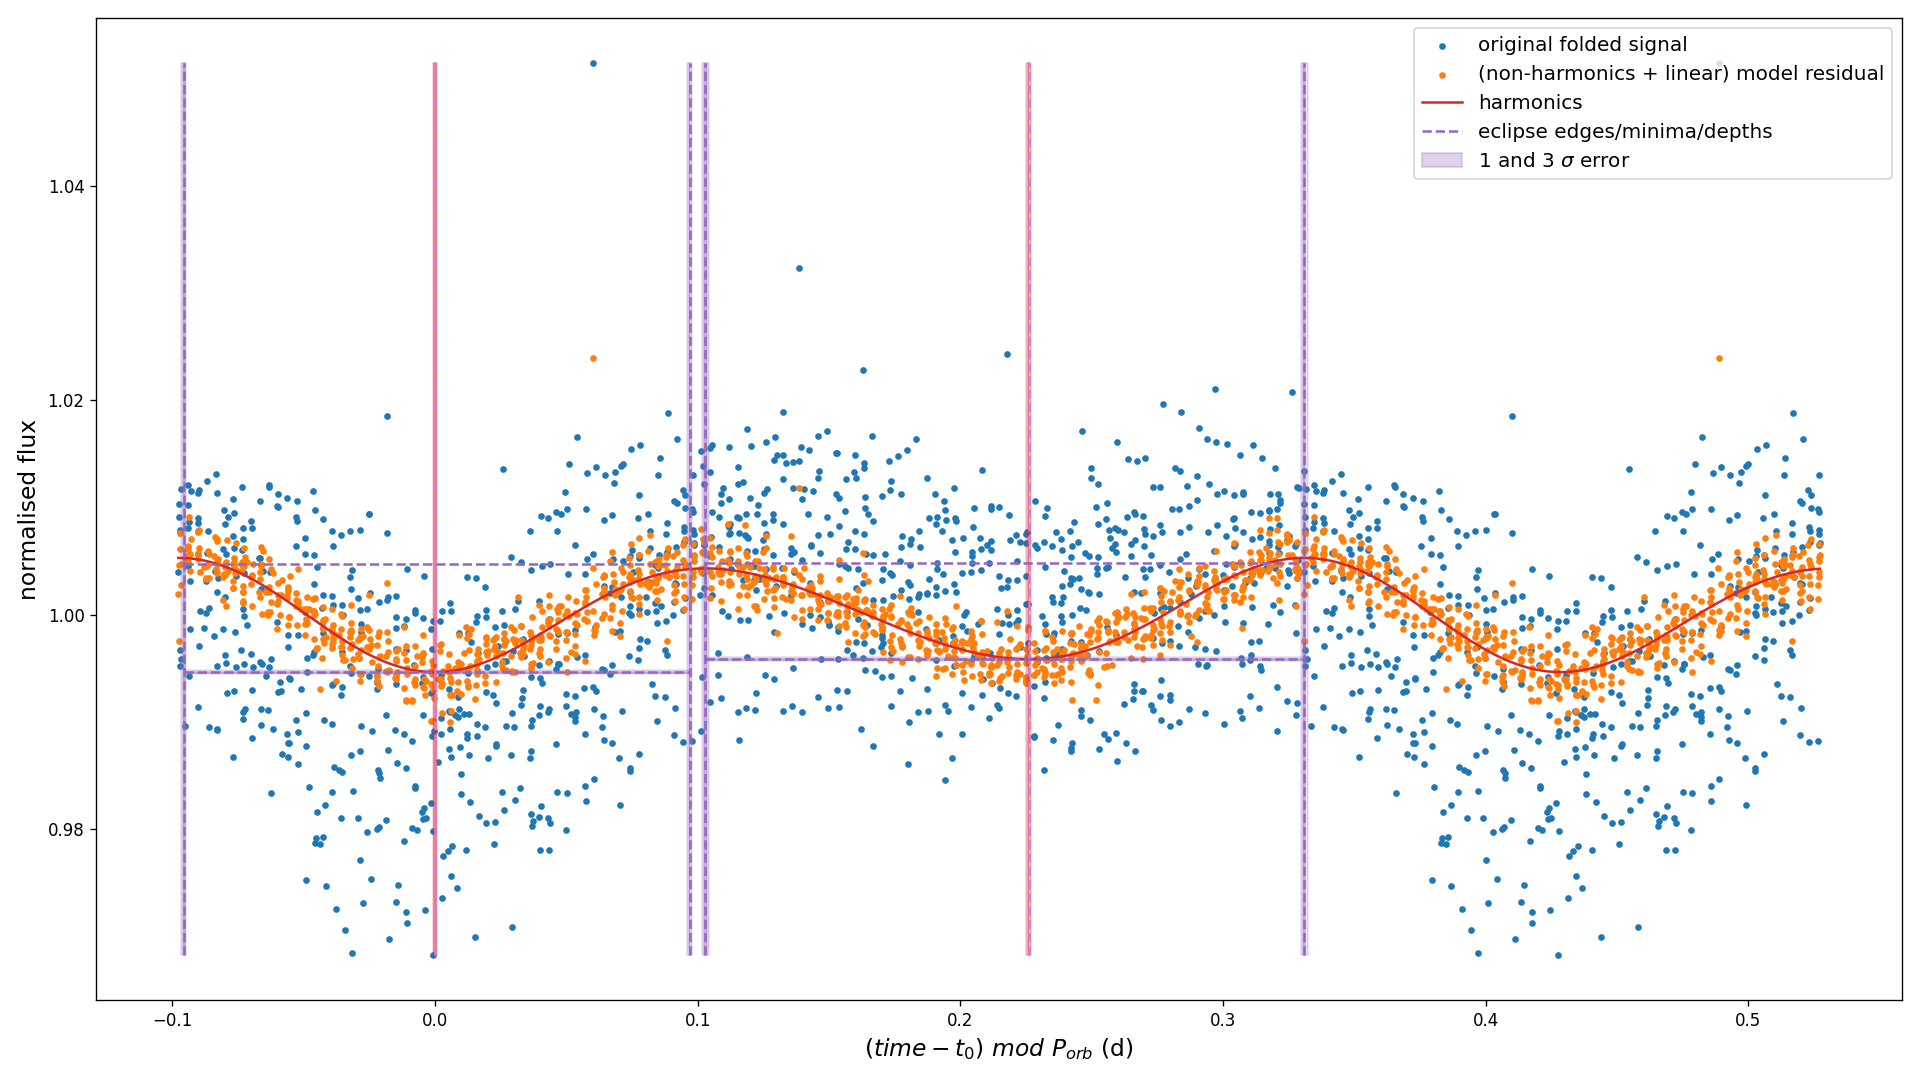 original folded signal
(non-harmonics + linear) model residual
harmonics
eclipse edges/minima/depths
1 and 3 σ error
normalised flux
1.04
1.02
1.00
0.98
−0.1 0.0 0.1 0.2 0.3 0.4 0.5
(time − t₀) mod Pₒᵣb (d)